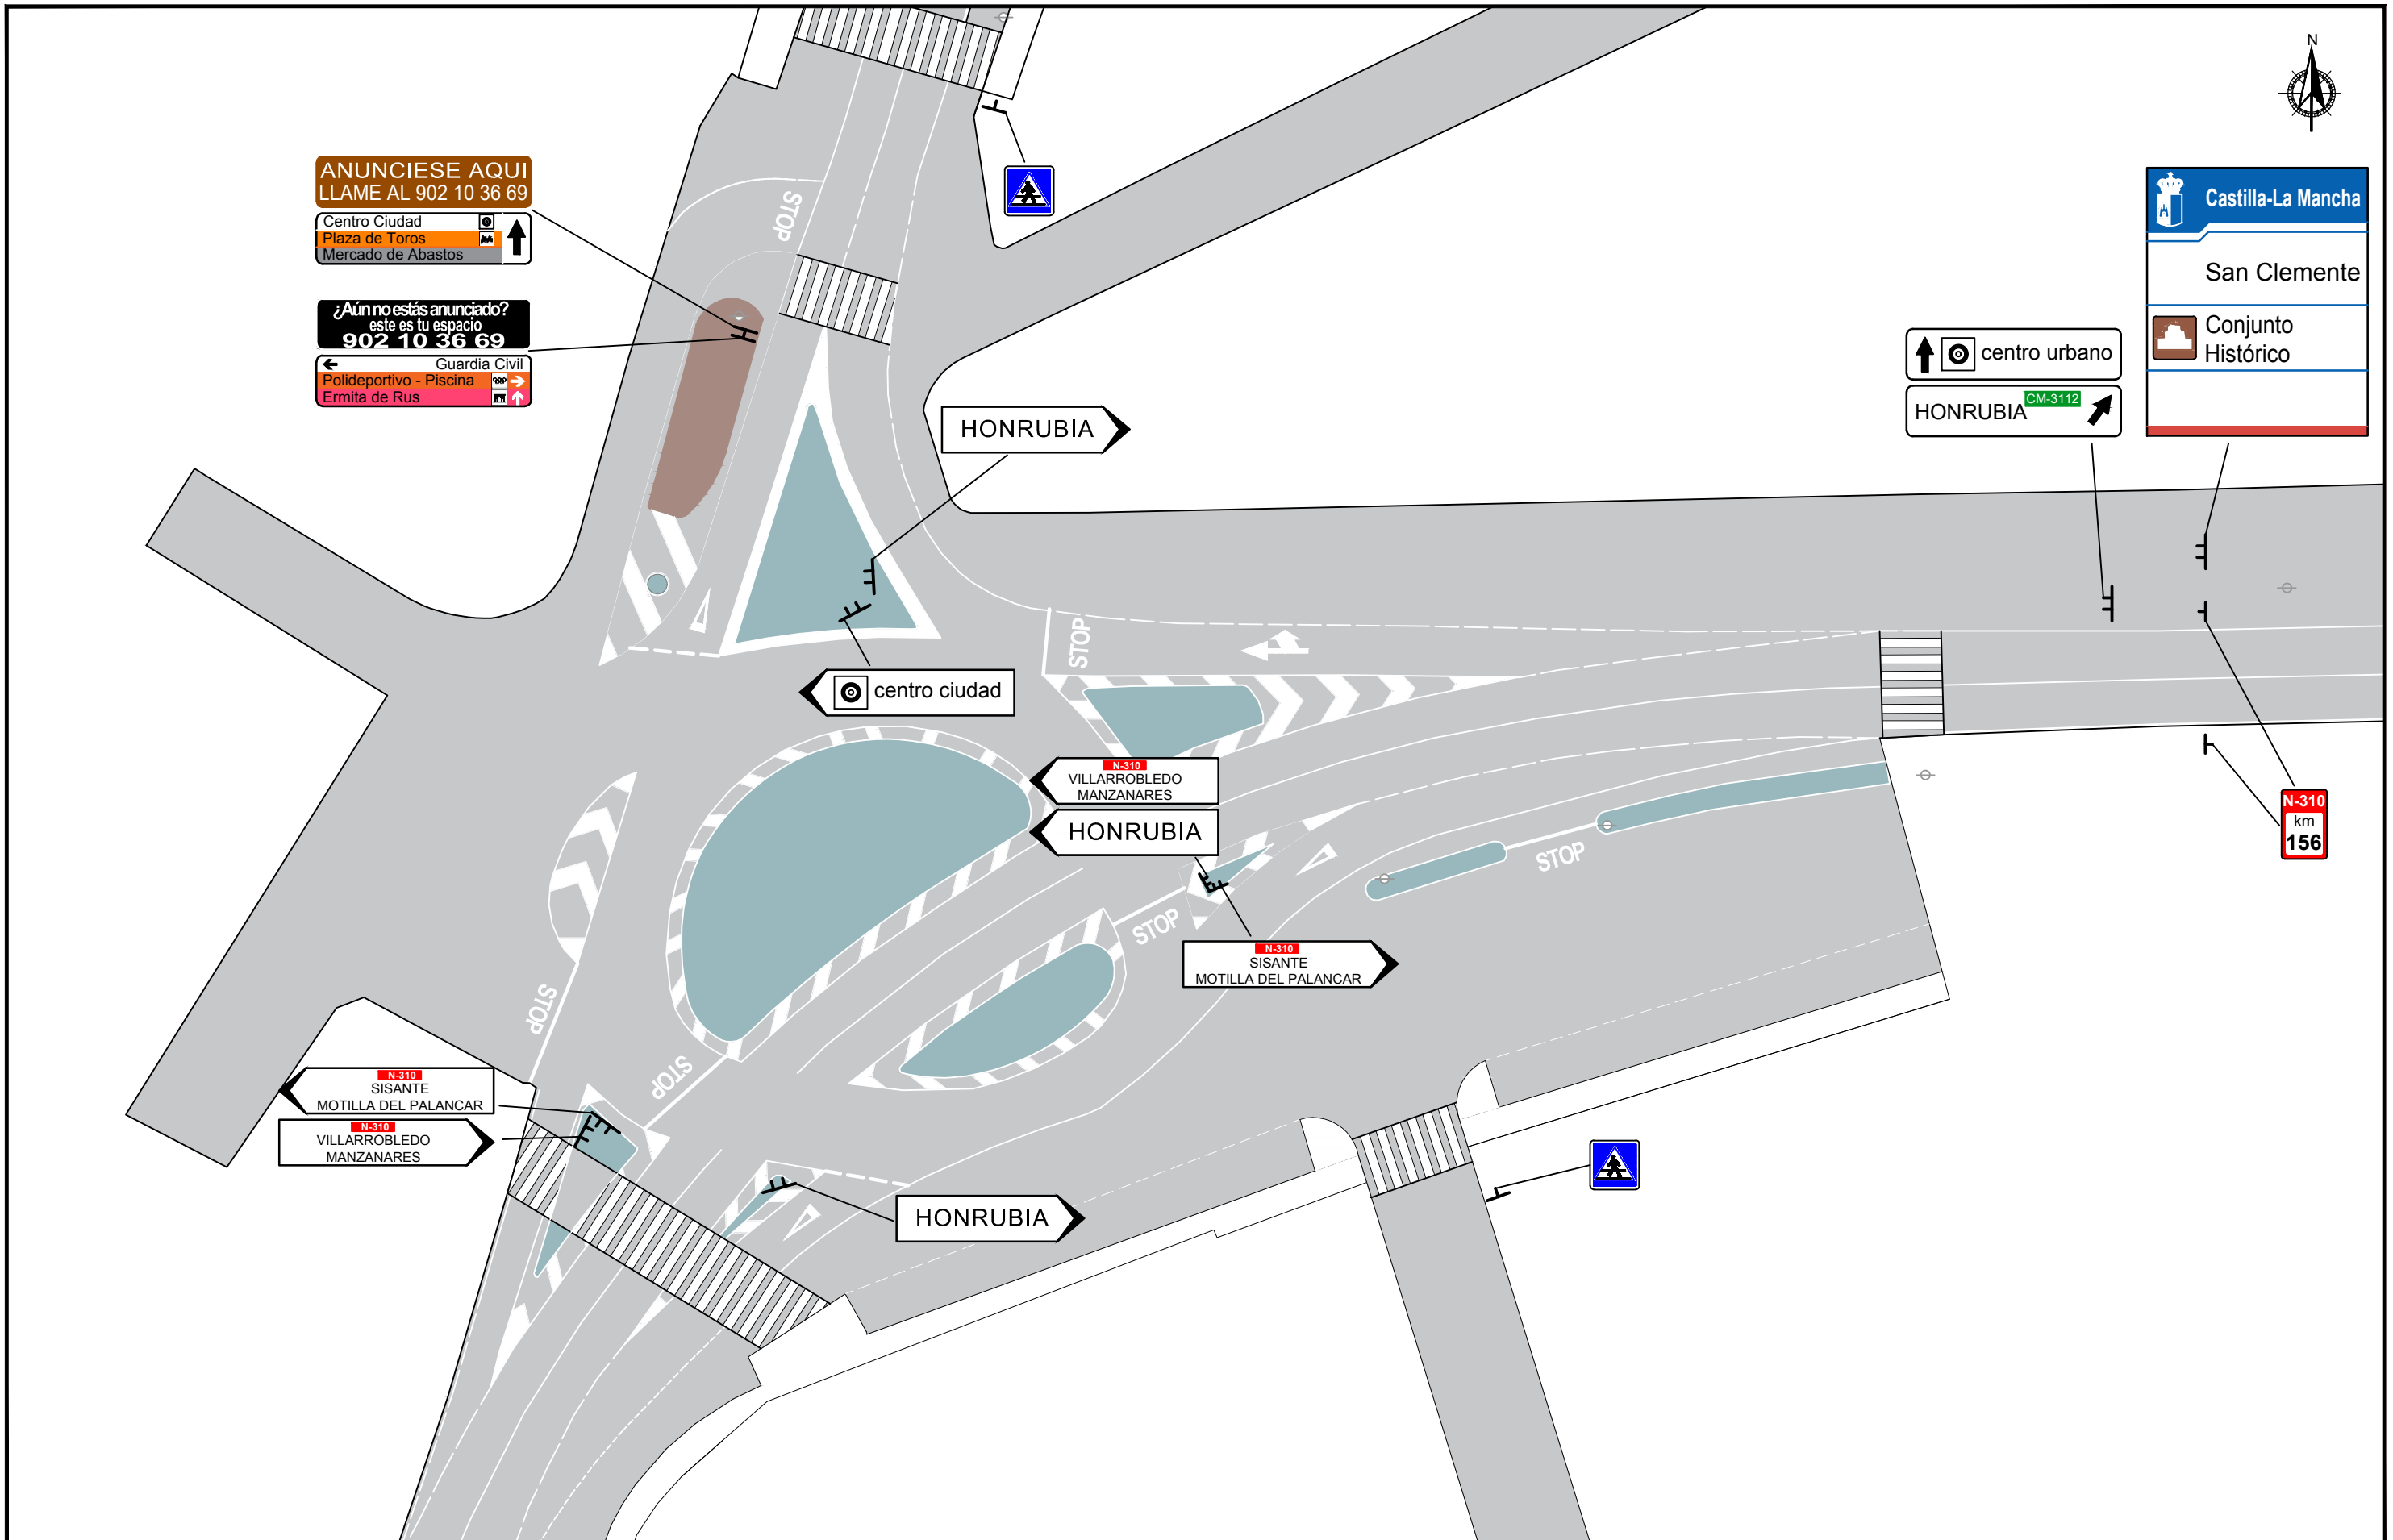 N
ANUNCIESE AQUI
LLAME AL 902 10 36 69
Centro Ciudad
Plaza de Toros
Mercado de Abastos
¿Aún no estás anunciado?
este es tu espacio
902 10 36 69
Guardia Civil
Polideportivo - Piscina
Ermita de Rus
STOP
Castilla-La Mancha
San Clemente
Conjunto
Histórico
centro urbano
HONRUBIA CM-3112
HONRUBIA
STOP
centro ciudad
N-310
VILLARROBLEDO
MANZANARES
HONRUBIA
N-310
km
156
STOP
STOP
N-310
SISANTE
MOTILLA DEL PALANCAR
STOP
STOP
N-310
SISANTE
MOTILLA DEL PALANCAR
N-310
VILLARROBLEDO
MANZANARES
HONRUBIA